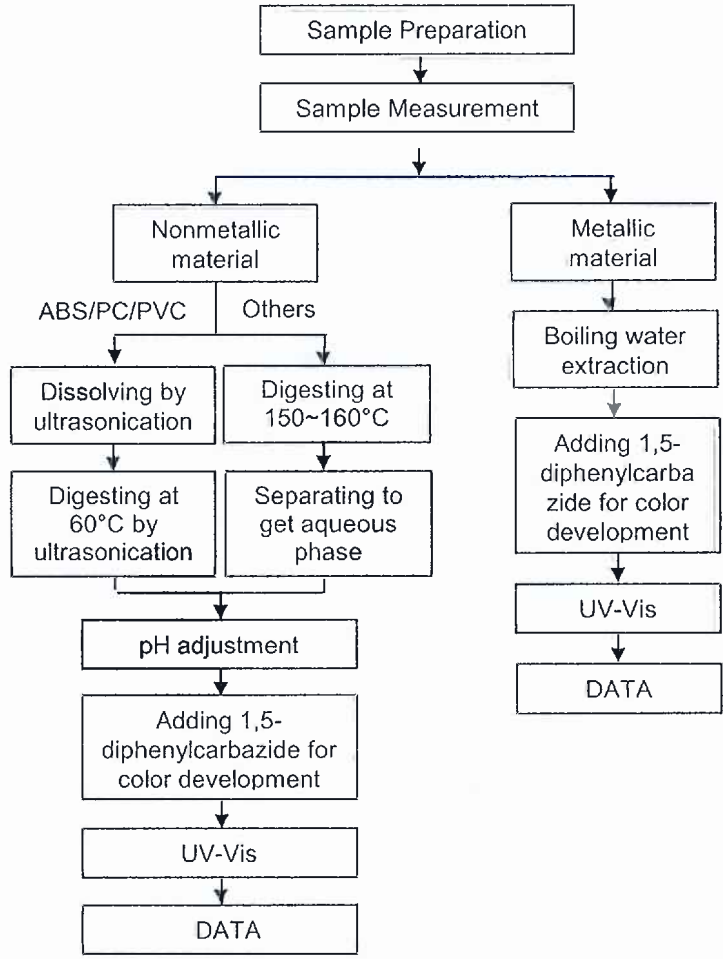 Sample Preparation
Sample Measurement
Nonmetallic
material
ABS/PC/PVC
Others
Dissolving by
ultrasonication
Digesting at
150~160°C
Digesting at
60°C by
ultrasonication
Separating to
get aqueous
phase
pH adjustment
Adding 1,5-
diphenylcarbazide for
color development
UV-Vis
DATA
Metallic
material
Boiling water
extraction
Adding 1,5-
diphenylcarba
zide for color
development
UV-Vis
DATA